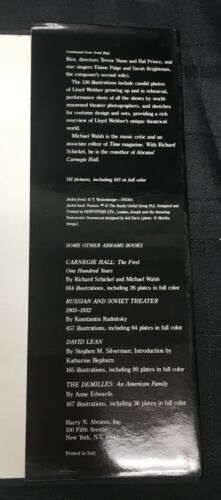 (continued from front flap)
Rice, directors Trevor Nunn and Hal Prince, and
star singers Elaine Paige and Sarah Brightman,
the composer's second wife).
The 130 illustrations include candid photos
of Lloyd Webber growing up and in rehearsal,
performance shots of all the shows by world-
renowned theater photographers, and sketches
for costume design and sets, providing a rich
overview of Lloyd Webber's unique theatrical
world.
Michael Walsh is the music critic and an
associate editor of Time magazine. With Richard
Schickel, he is the coauthor of Abrams'
Carnegie Hall.
141 pictures, including 103 in full color
SOME OTHER ABRAMS BOOKS
CARNEGIE HALL: The First
One Hundred Years
By Richard Schickel and Michael Walsh
614 illustrations, including 26 plates in full color
RUSSIAN AND SOVIET THEATER
1905-1932
By Konstantin Rudnitsky
457 illustrations, including 64 plates in full color
DAVID LEAN
By Stephen M. Silverman; Introduction by
Katharine Hepburn
165 illustrations, including 80 plates in full color
THE DEMILLES: An American Family
By Anne Edwards
167 illustrations, including 36 plates in full color
Harry N. Abrams, Inc.
100 Fifth Avenue
New York, N.Y.
Printed in Italy